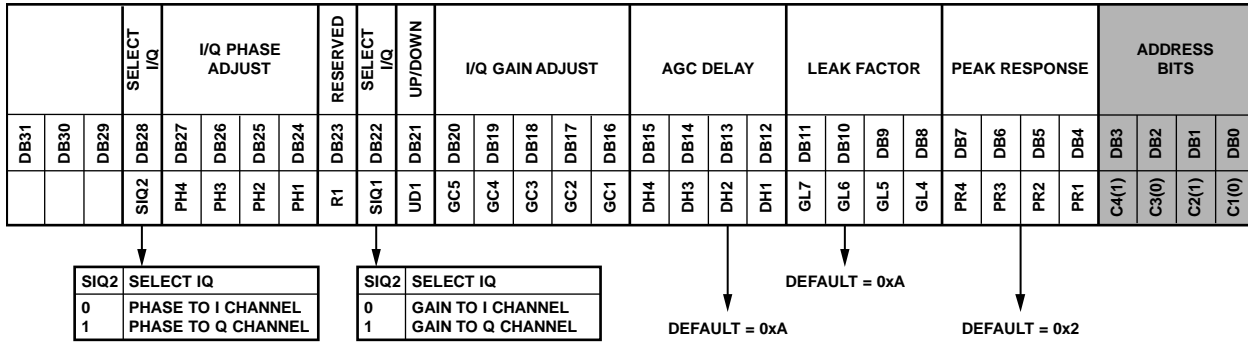 SELECT I/Q
I/Q PHASE ADJUST
RESERVED
SELECT I/Q
UP/DOWN
I/Q GAIN ADJUST
AGC DELAY
LEAK FACTOR
PEAK RESPONSE
ADDRESS BITS
DB31 DB30 DB29 DB28 DB27 DB26 DB25 DB24 DB23 DB22 DB21 DB20 DB19 DB18 DB17 DB16 DB15 DB14 DB13 DB12 DB11 DB10 DB9 DB8 DB7 DB6 DB5 DB4 DB3 DB2 DB1 DB0
SIQ2 PH4 PH3 PH2 PH1 R1 SIQ1 UD1 GC5 GC4 GC3 GC2 GC1 DH4 DH3 DH2 DH1 GL7 GL6 GL5 GL4 PR4 PR3 PR2 PR1 C4(1) C3(0) C2(1) C1(0)
SIQ2 SELECT IQ
0 PHASE TO I CHANNEL
1 PHASE TO Q CHANNEL
SIQ2 SELECT IQ
0 GAIN TO I CHANNEL
1 GAIN TO Q CHANNEL
DEFAULT = 0xA
DEFAULT = 0xA
DEFAULT = 0x2